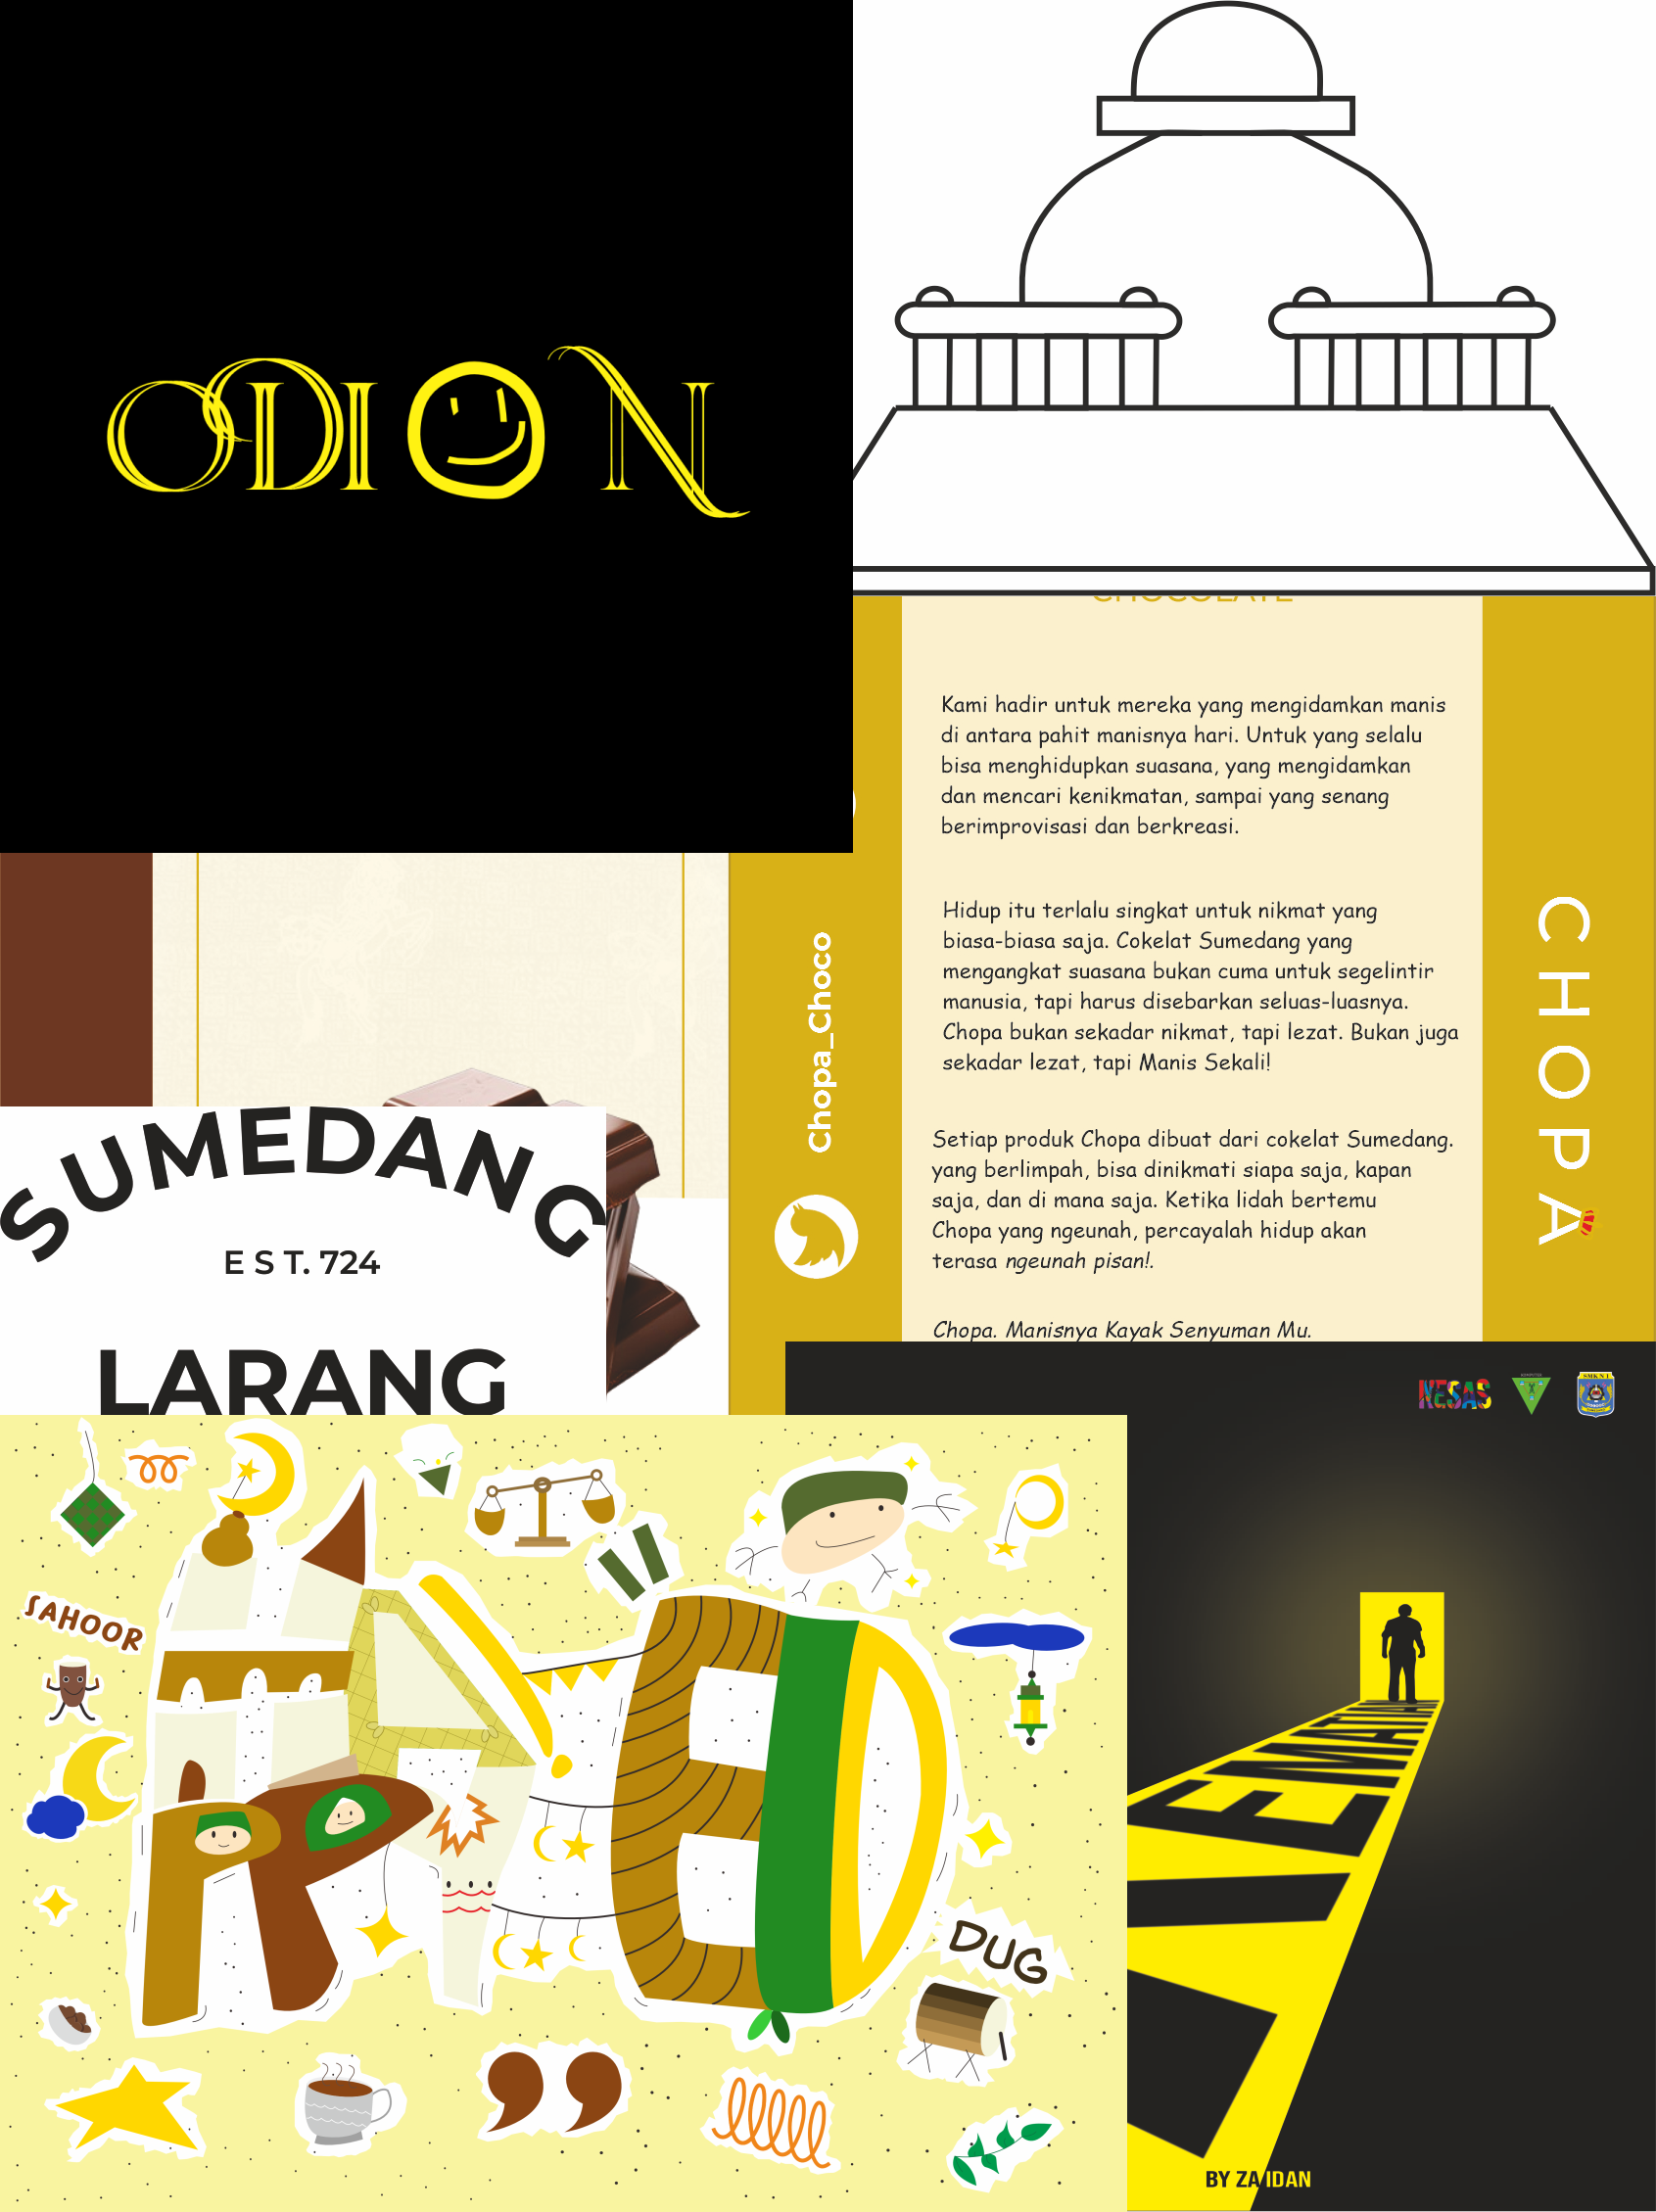 ODION
CHOCOLATE
Kami hadir untuk mereka yang mengidamkan manis
di antara pahit manisnya hari. Untuk yang selalu
bisa menghidupkan suasana, yang mengidamkan
dan mencari kenikmatan, sampai yang senang
berimprovisasi dan berkreasi.
Hidup itu terlalu singkat untuk nikmat yang
biasa-biasa saja. Cokelat Sumedang yang
mengangkat suasana bukan cuma untuk segelintir
manusia, tapi harus disebarkan seluas-luasnya.
Chopa bukan sekadar nikmat, tapi lezat. Bukan juga
sekadar lezat, tapi Manis Sekali!
Setiap produk Chopa dibuat dari cokelat Sumedang.
yang berlimpah, bisa dinikmati siapa saja, kapan
saja, dan di mana saja. Ketika lidah bertemu
Chopa yang ngeunah, percayalah hidup akan
terasa ngeunah pisan!.
Chopa. Manisnya Kayak Senyuman Mu.
Chopa_Choco
CHOPA
SUMEDANG
EST. 724
LARANG
NESAS
SMKN 1
SAHOOR
DUG
BY ZAIDAN